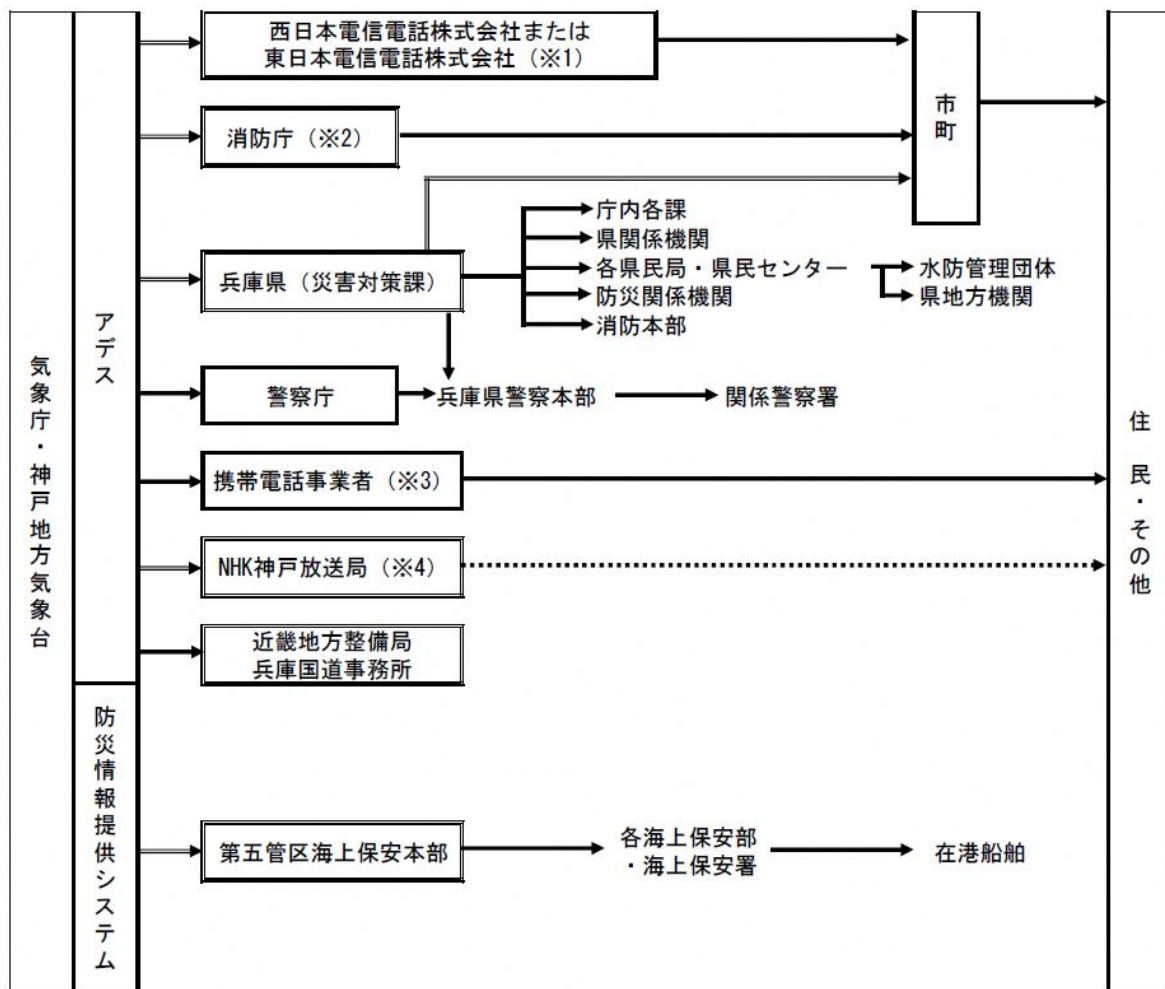 気象庁・神戸地方気象台
アデス
防災情報提供システム
西日本電信電話株式会社または
東日本電信電話株式会社（※1）
消防庁（※2）
兵庫県（災害対策課）
庁内各課
県関係機関
各県民局・県民センター
防災関係機関
消防本部
水防管理団体
県地方機関
警察庁
兵庫県警察本部
関係警察署
携帯電話事業者（※3）
NHK神戸放送局（※4）
近畿地方整備局
兵庫国道事務所
第五管区海上保安本部
各海上保安部
・海上保安署
在港船舶
市町
住民・その他